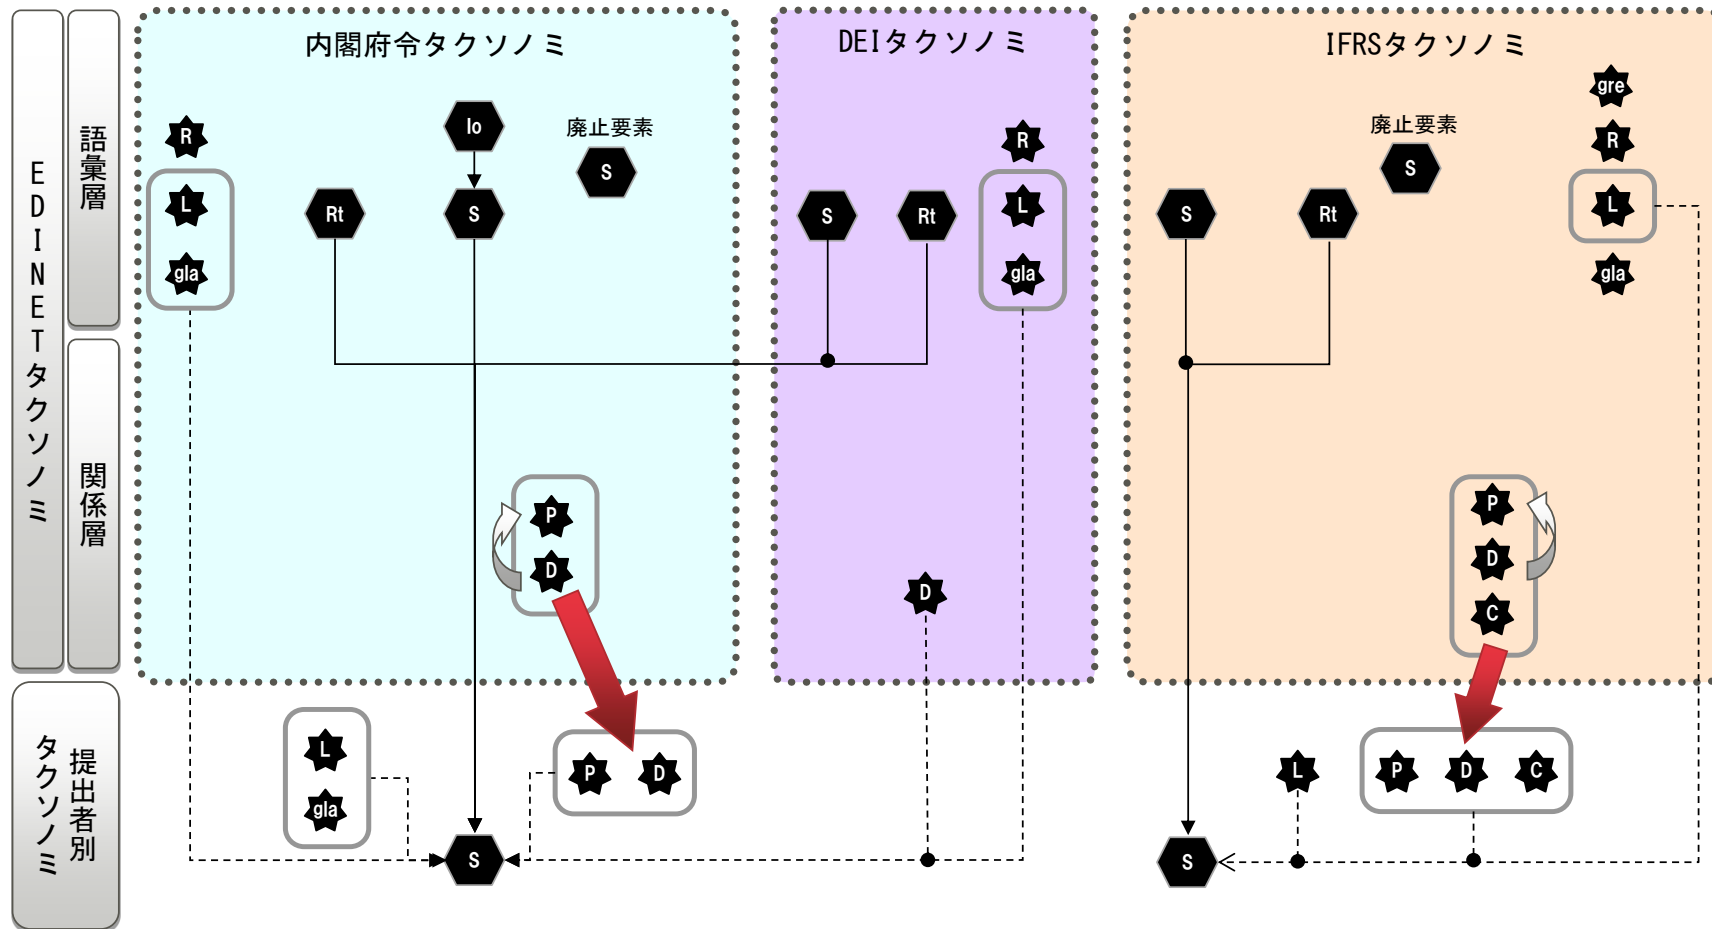 EDINETタクソノミ
語彙層
関係層
提出者別
タクソノミ
内閣府令タクソノミ
R
L
gla
Rt
Io
S
廃止要素
S
P
D
DEIタクソノミ
S
Rt
R
L
gla
D
IFRSタクソノミ
S
Rt
廃止要素
S
gre
R
L
gla
P
D
C
L
gla
S
P D
S
L
P D C